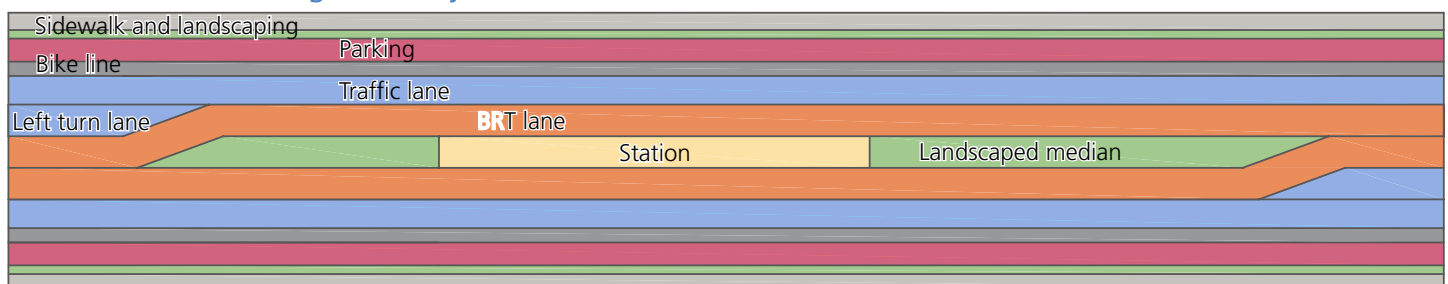 Sidewalk and landscaping
Parking
Bike line
Traffic lane
Left turn lane
BRT lane
Station
Landscaped median